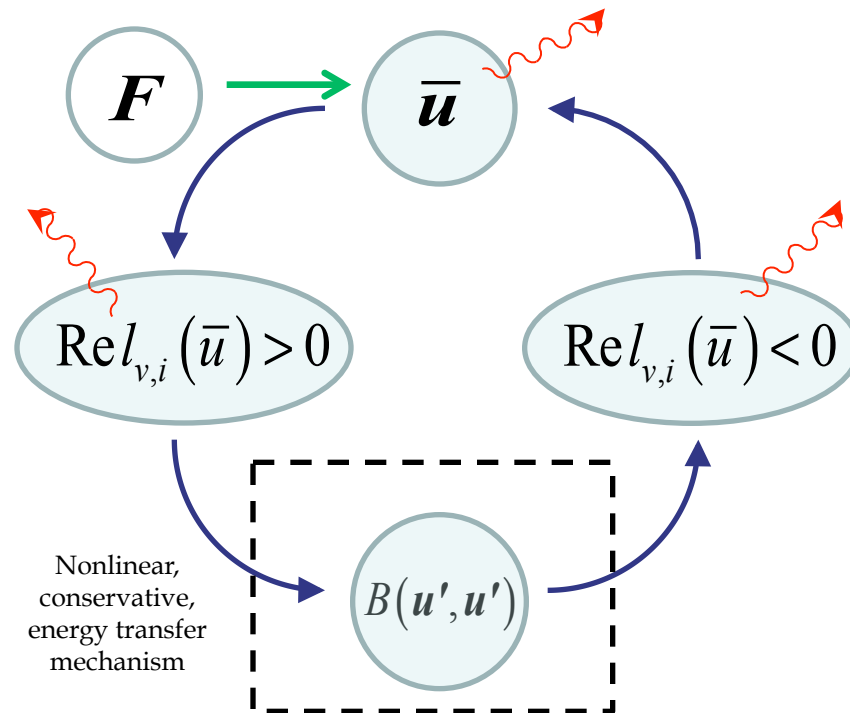 F
u̅
Re l_{v,i} (u̅) > 0
Re l_{v,i} (u̅) < 0
Nonlinear,
conservative,
energy transfer
mechanism
B(u′, u′)